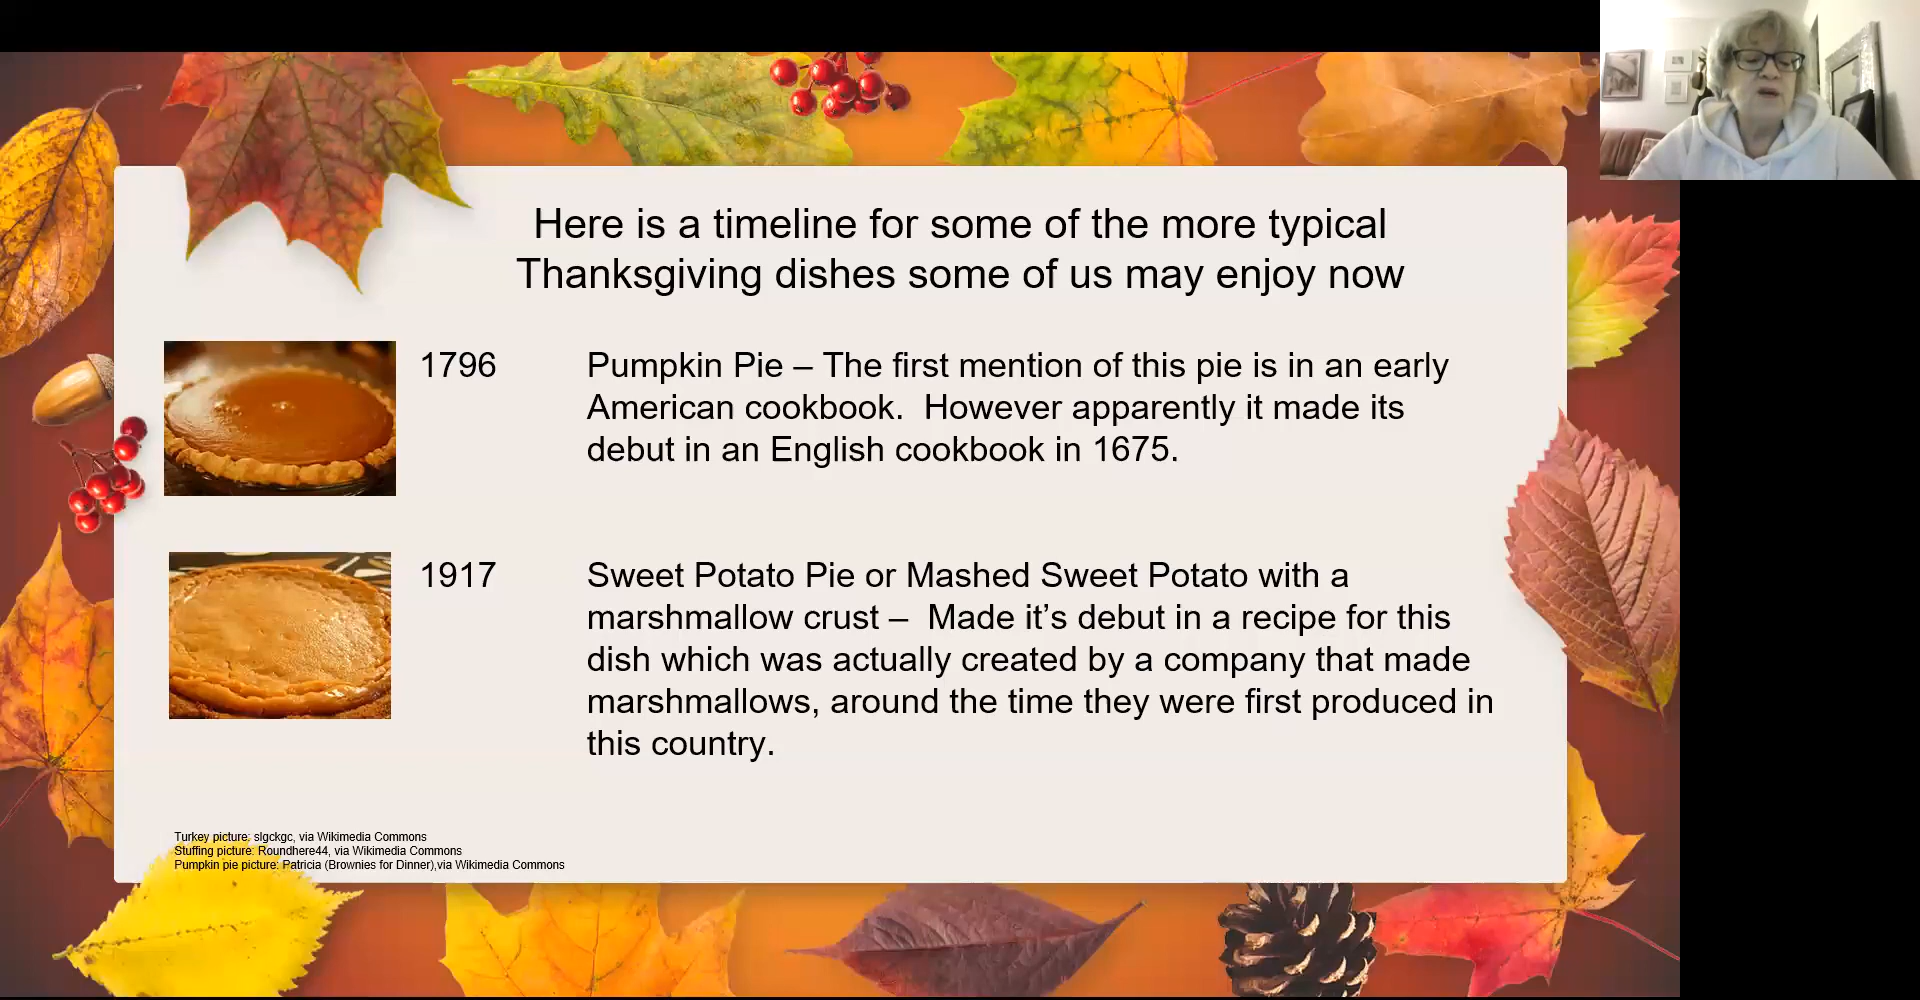 Here is a timeline for some of the more typical
Thanksgiving dishes some of us may enjoy now
1796
Pumpkin Pie – The first mention of this pie is in an early
American cookbook.  However apparently it made its
debut in an English cookbook in 1675.
1917
Sweet Potato Pie or Mashed Sweet Potato with a
marshmallow crust –  Made it’s debut in a recipe for this
dish which was actually created by a company that made
marshmallows, around the time they were first produced in
this country.
Turkey picture: slgckgc, via Wikimedia Commons
Stuffing picture: Roundhere44, via Wikimedia Commons
Pumpkin pie picture: Patricia (Brownies for Dinner),via Wikimedia Commons